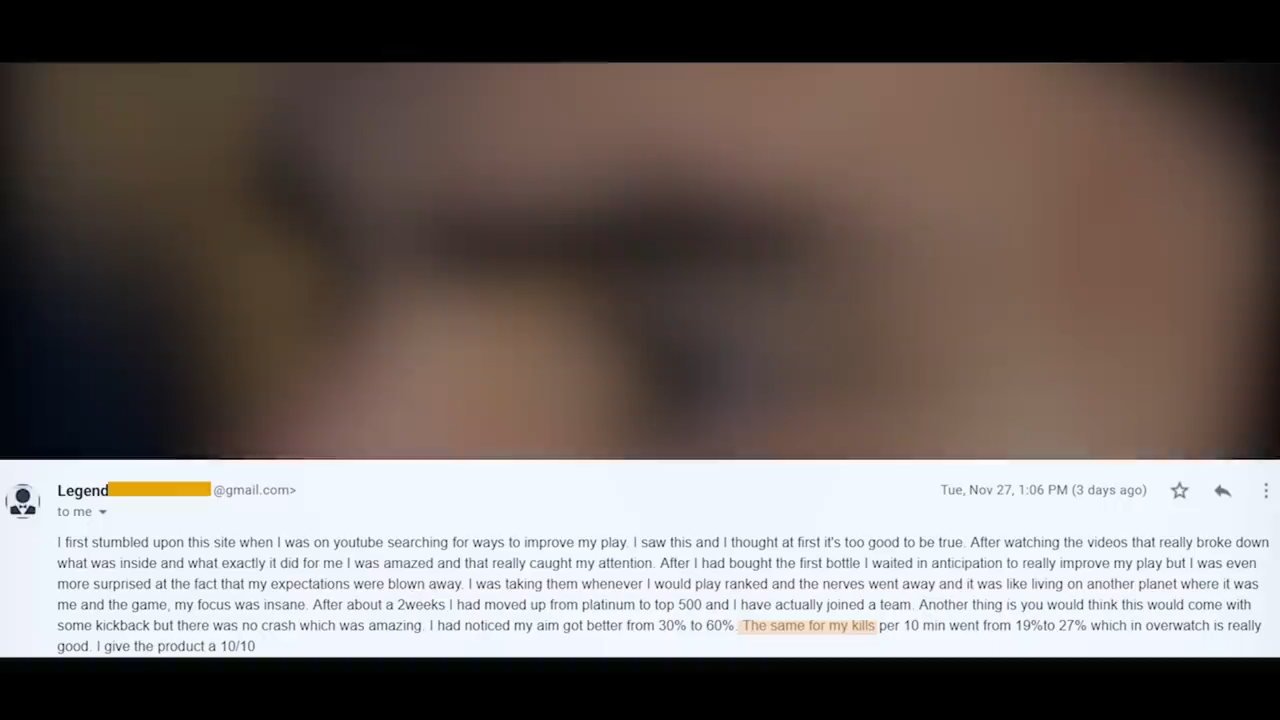 Legend @gmail.com> Tue, Nov 27, 1:06 PM (3 days ago)
to me
I first stumbled upon this site when I was on youtube searching for ways to improve my play. I saw this and I thought at first it's too good to be true. After watching the videos that really broke down
what was inside and what exactly it did for me I was amazed and that really caught my attention. After I had bought the first bottle I waited in anticipation to really improve my play but I was even
more surprised at the fact that my expectations were blown away. I was taking them whenever I would play ranked and the nerves went away and it was like living on another planet where it was
me and the game, my focus was insane. After about a 2weeks I had moved up from platinum to top 500 and I have actually joined a team. Another thing is you would think this would come with
some kickback but there was no crash which was amazing. I had noticed my aim got better from 30% to 60%. The same for my kills per 10 min went from 19%to 27% which in overwatch is really
good. I give the product a 10/10